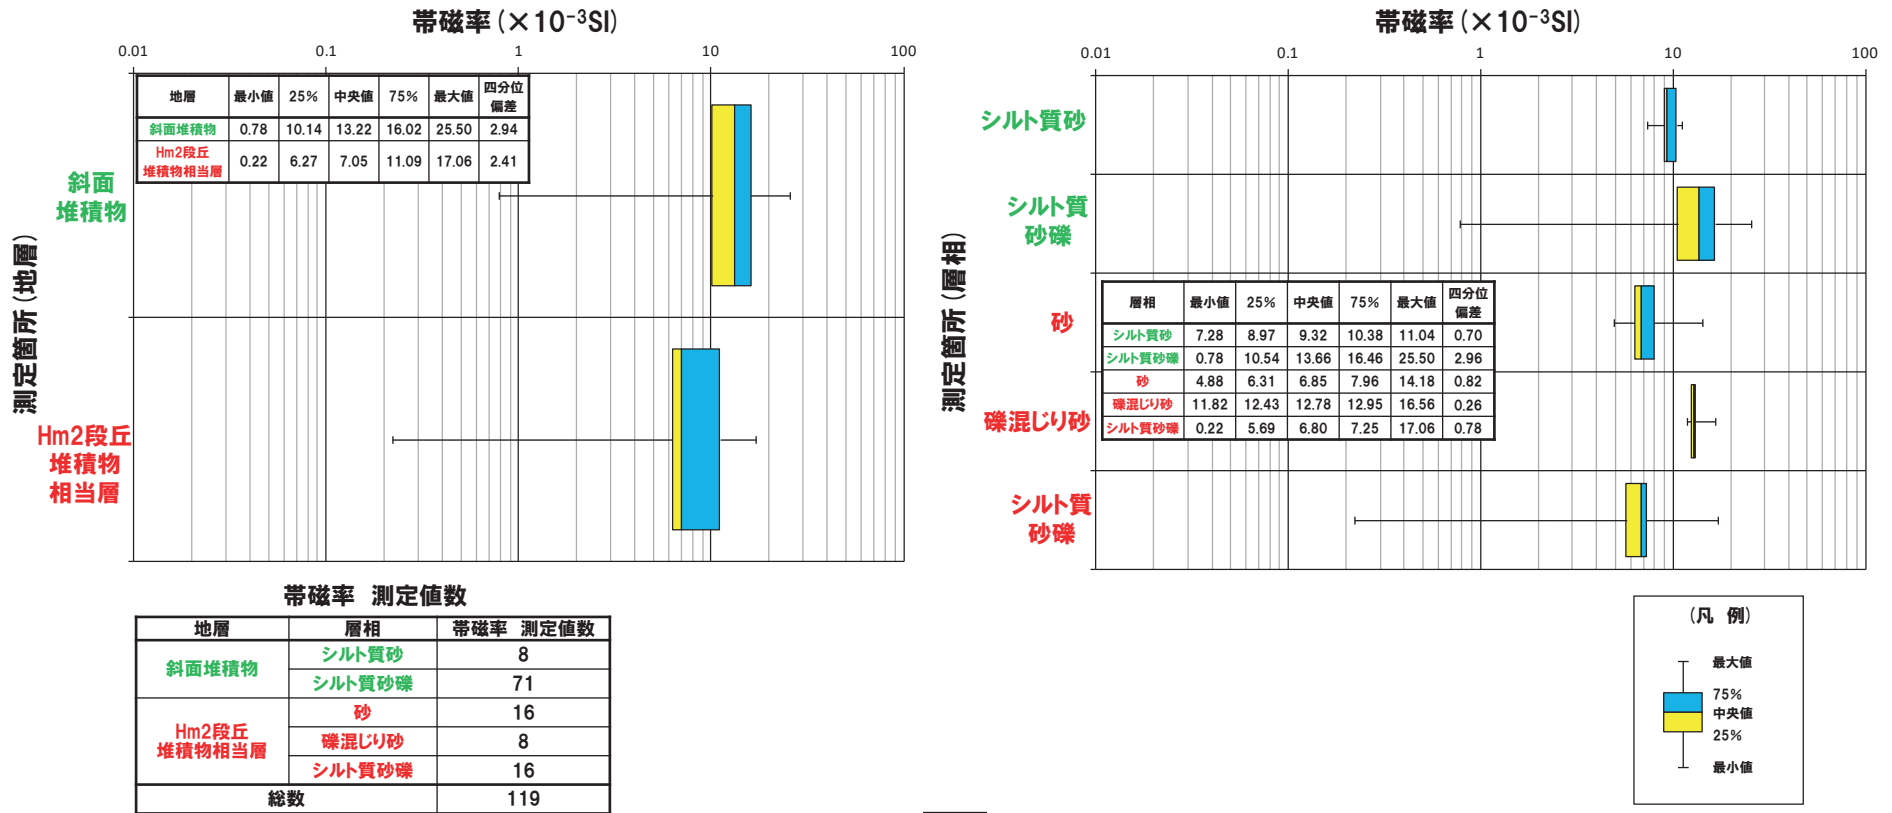 帯磁率(×10⁻³SI)
0.01 0.1 1 10 100
地層 最小値 25% 中央値 75% 最大値 四分位偏差
斜面堆積物 0.78 10.14 13.22 16.02 25.50 2.94
Hm2段丘堆積物相当層 0.22 6.27 7.05 11.09 17.06 2.41
測定箇所(地層)
斜面
堆積物
Hm2段丘
堆積物
相当層
帯磁率 測定値数
地層 層相 帯磁率 測定値数
斜面堆積物 シルト質砂 8
シルト質砂礫 71
Hm2段丘堆積物相当層 砂 16
礫混じり砂 8
シルト質砂礫 16
総数 119
帯磁率(×10⁻³SI)
0.01 0.1 1 10 100
測定箇所(層相)
シルト質砂
シルト質
砂礫
砂
礫混じり砂
シルト質
砂礫
層相 最小値 25% 中央値 75% 最大値 四分位偏差
シルト質砂 7.28 8.97 9.32 10.38 11.04 0.70
シルト質砂礫 0.78 10.54 13.66 16.46 25.50 2.96
砂 4.88 6.31 6.85 7.96 14.18 0.82
礫混じり砂 11.82 12.43 12.78 12.95 16.56 0.26
シルト質砂礫 0.22 5.69 6.80 7.25 17.06 0.78
(凡 例)
最大値
75%
中央値
25%
最小値